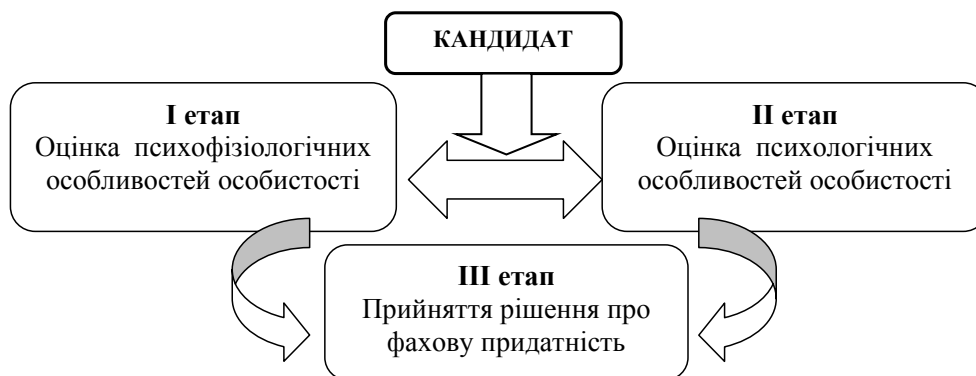 КАНДИДАТ
І етап
Оцінка психофізіологічних
особливостей особистості
ІІ етап
Оцінка психологічних
особливостей особистості
ІІІ етап
Прийняття рішення про
фахову придатність